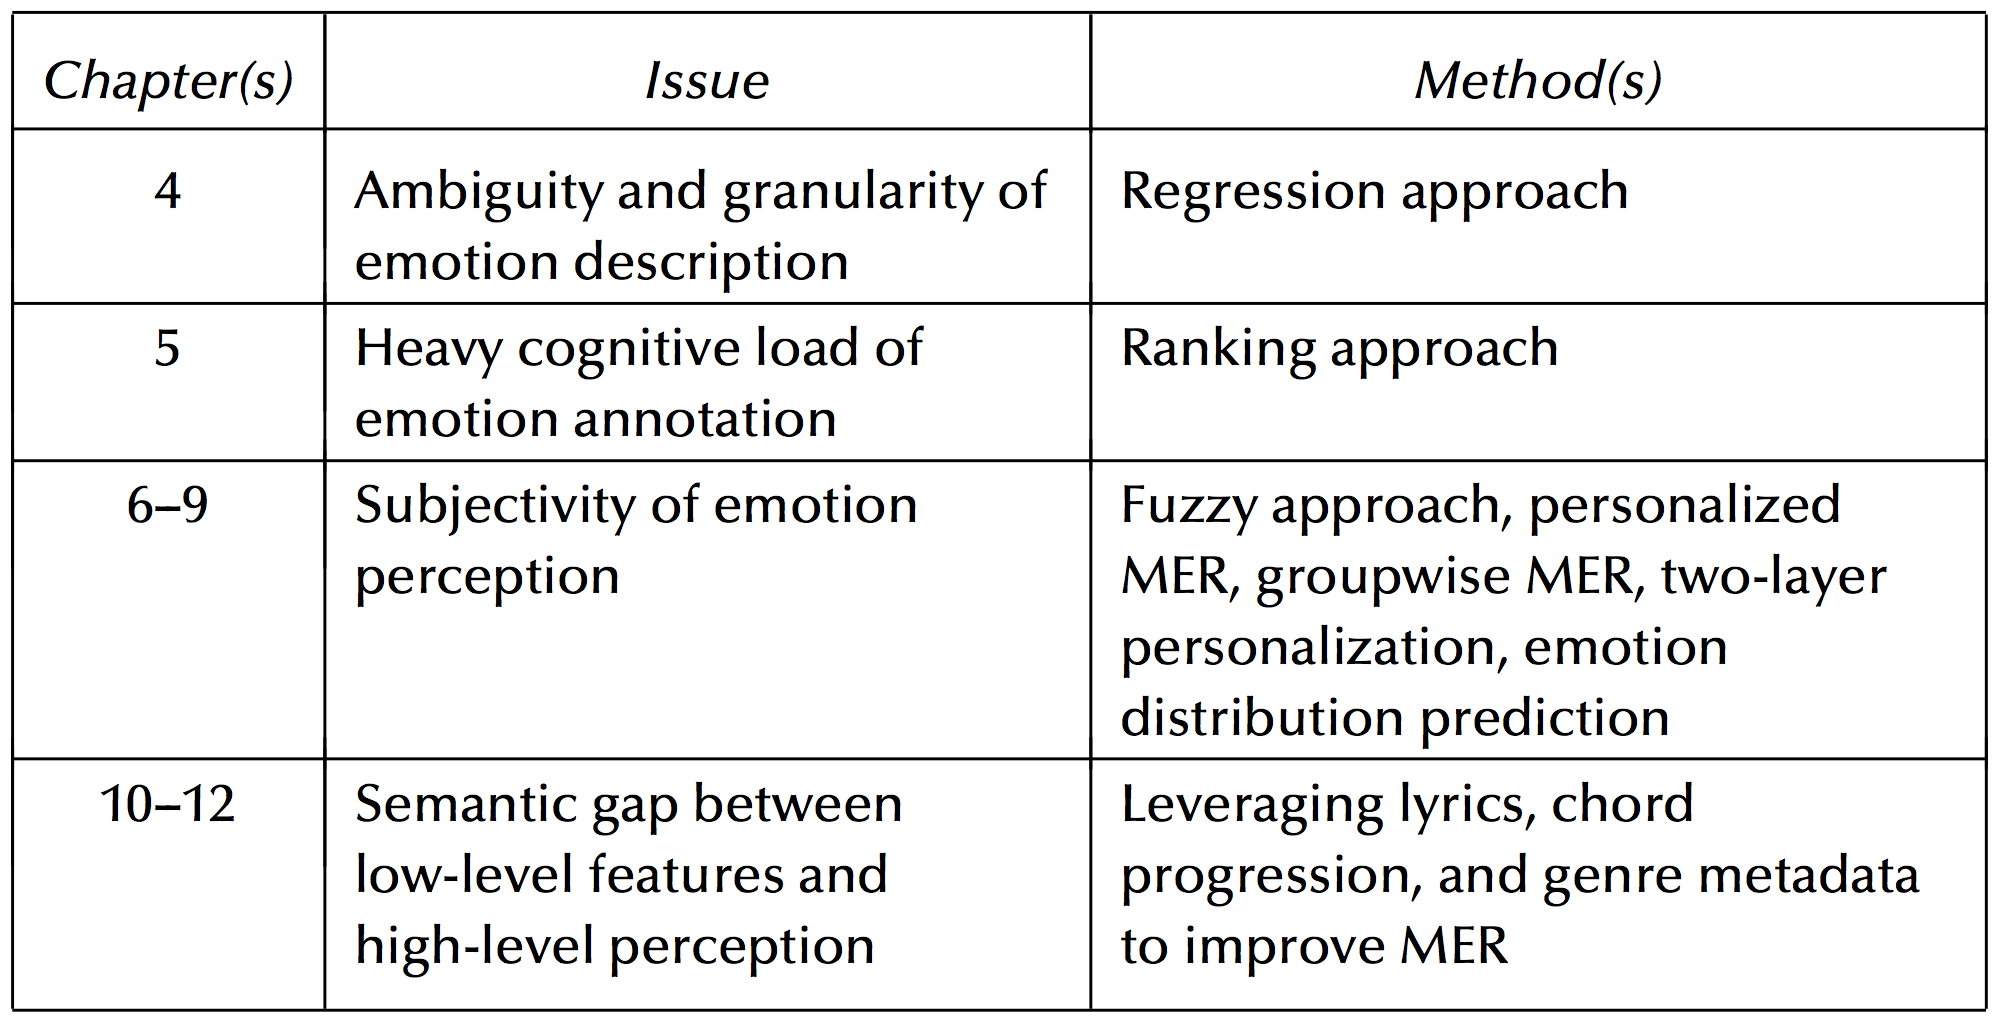 Chapter(s) Issue Method(s)
4 Ambiguity and granularity of Regression approach
emotion description
5 Heavy cognitive load of Ranking approach
emotion annotation
6–9 Subjectivity of emotion Fuzzy approach, personalized
perception MER, groupwise MER, two-layer
personalization, emotion
distribution prediction
10–12 Semantic gap between Leveraging lyrics, chord
low-level features and progression, and genre metadata
high-level perception to improve MER